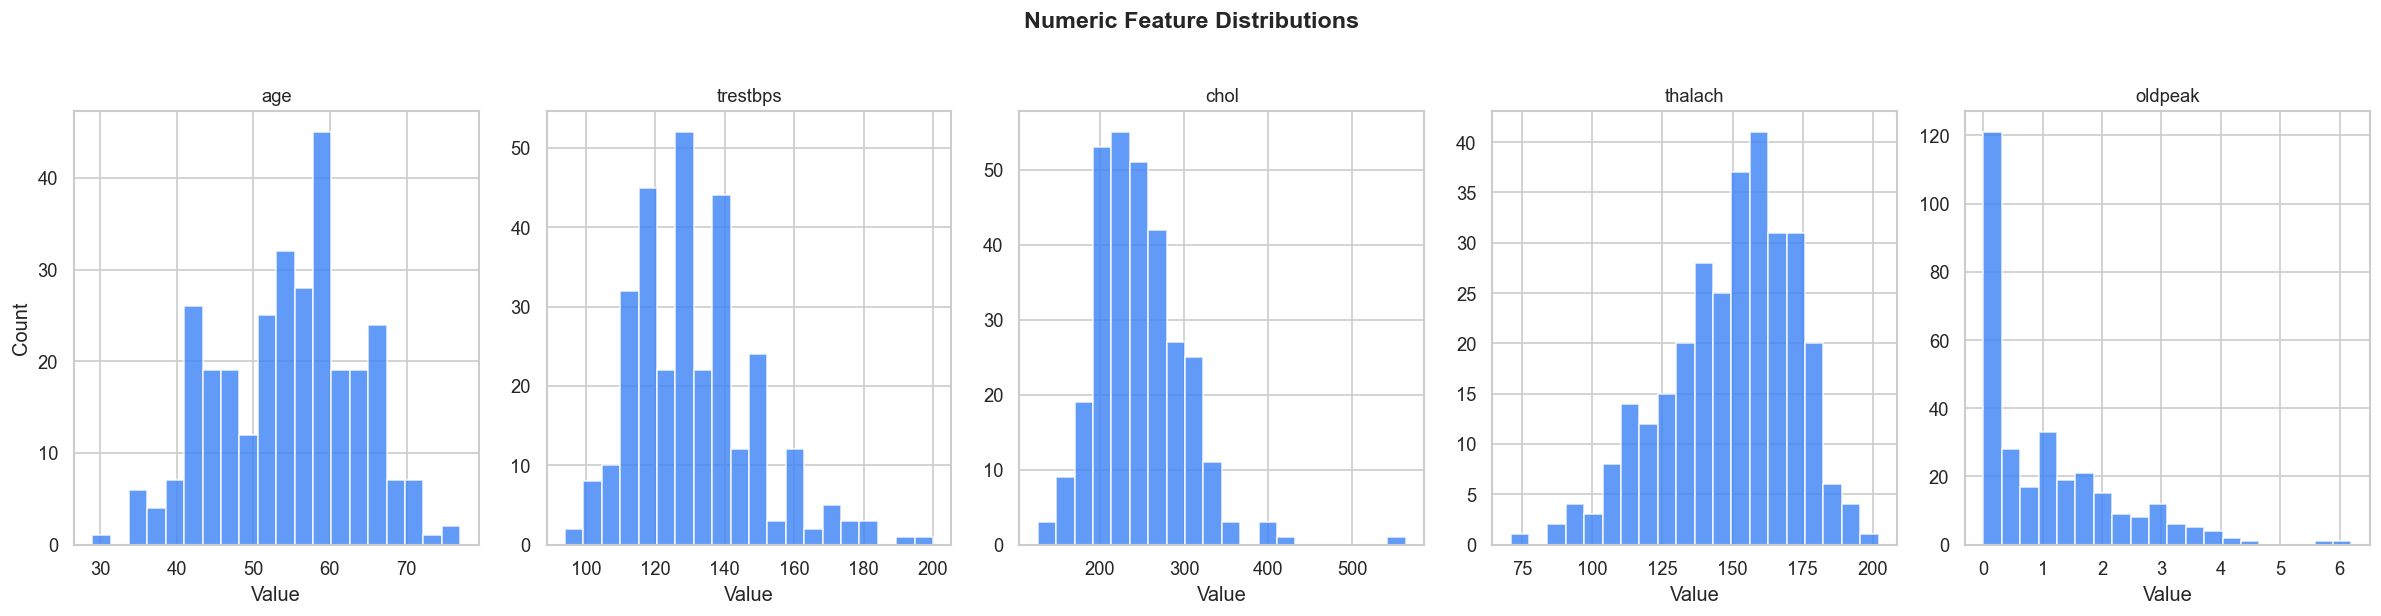 Numeric Feature Distributions
age
Count
40
30
20
10
0
30 40 50 60 70
Value
trestbps
50
40
30
20
10
0
100 120 140 160 180 200
Value
chol
50
40
30
20
10
0
200 300 400 500
Value
thalach
40
35
30
25
20
15
10
5
0
75 100 125 150 175 200
Value
oldpeak
120
100
80
60
40
20
0
0 1 2 3 4 5 6
Value